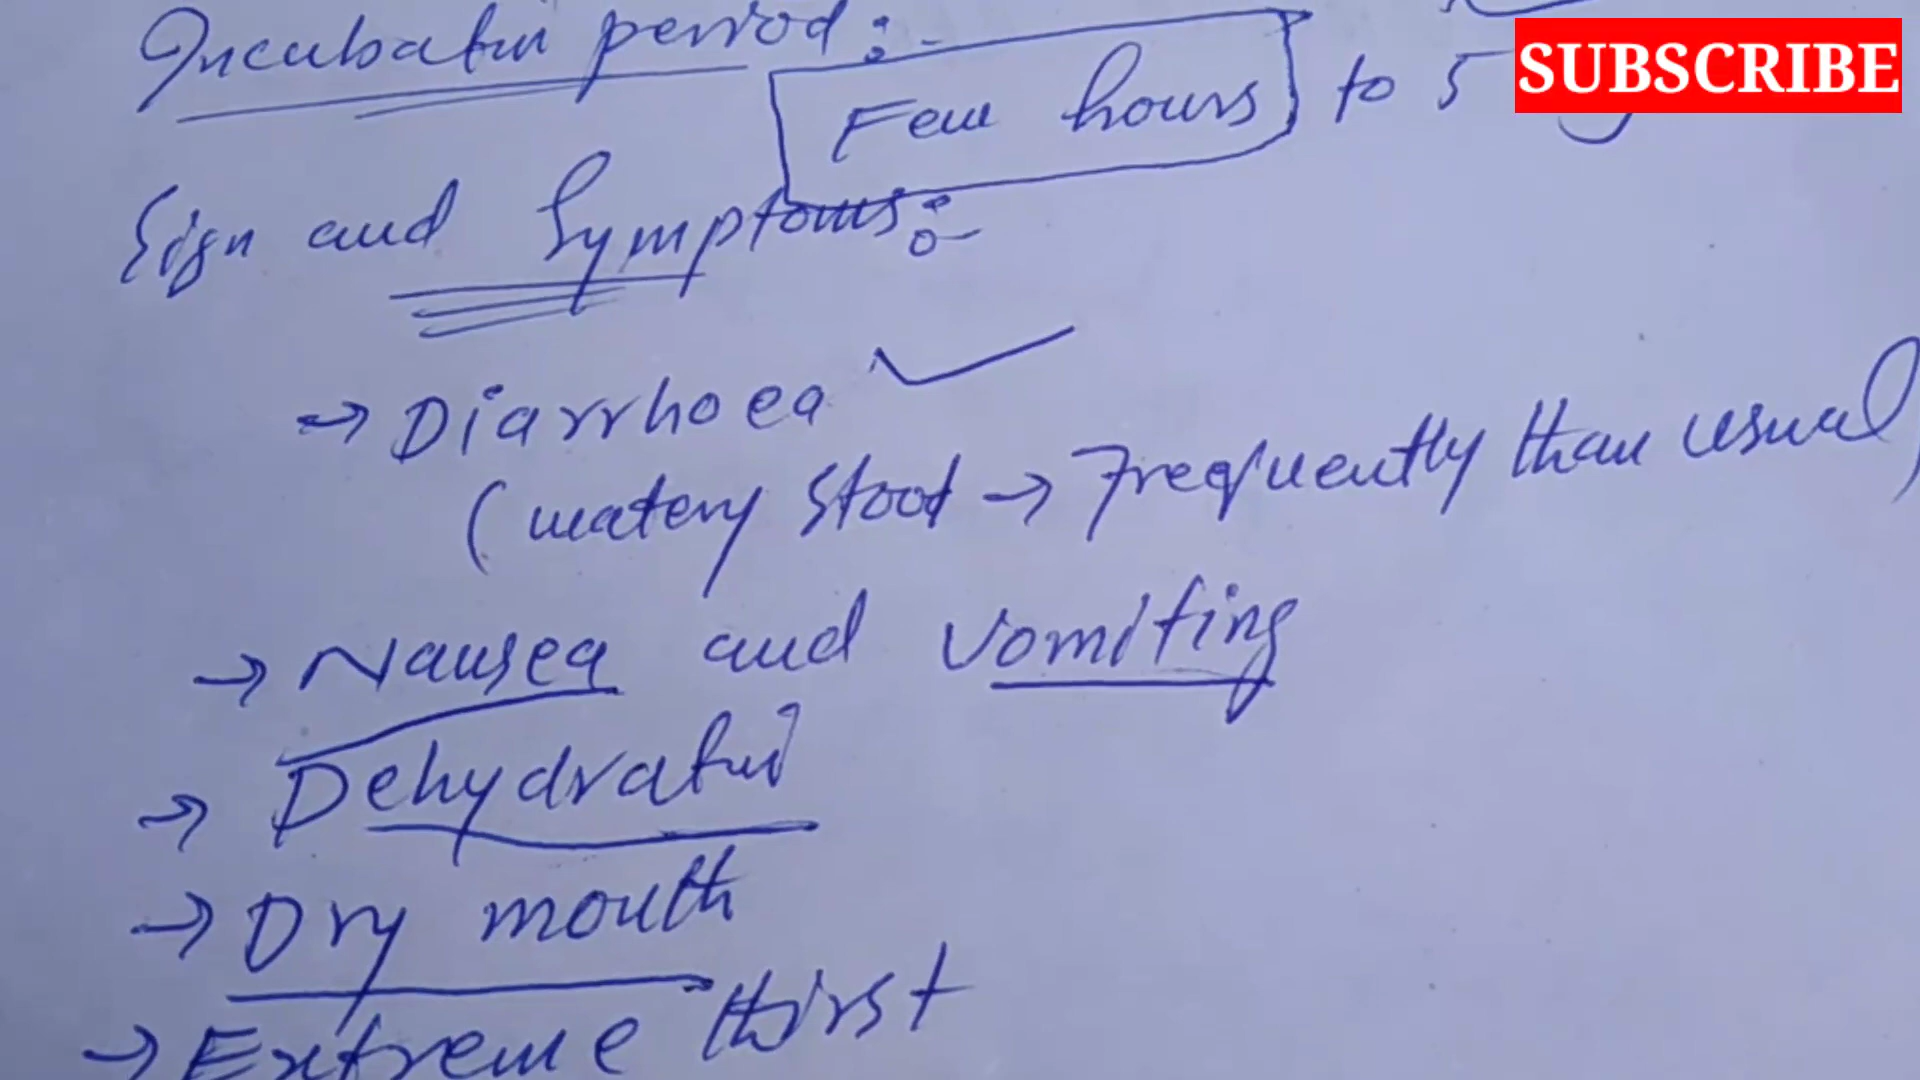 Incubation period :-
Few hours to 5
SUBSCRIBE
Sign and Symptoms :-
→ Diarrhoea ✓
( watery stool → Frequently than usual)
→ Nausea and vomiting
→ Dehydration
→ Dry mouth
→ Extreme thirst